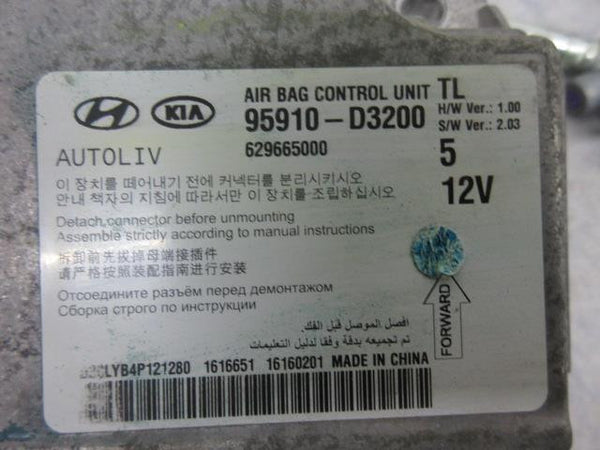 KIA
AIR BAG CONTROL UNIT TL
95910-D3200
H/W Ver.: 1.00
S/W Ver.: 2.03
AUTOLIV
629665000
5
12V
이 장치를 떼어내기 전에 커넥터를 분리시키시오
안내 책자의 지침에 따라서만 이 장치를 조립하십시오
Detach connector before unmounting
Assemble strictly according to manual instructions
拆卸前先拔掉母端接插件
请严格按照装配指南进行安装
Отсоедините разъём перед демонтажом
Сборка строго по инструкции
افصل الموصل قبل الفك.
تم تجميعه بدقة وفقا لدليل التعليمات
FORWARD
1616651 16160201 MADE IN CHINA